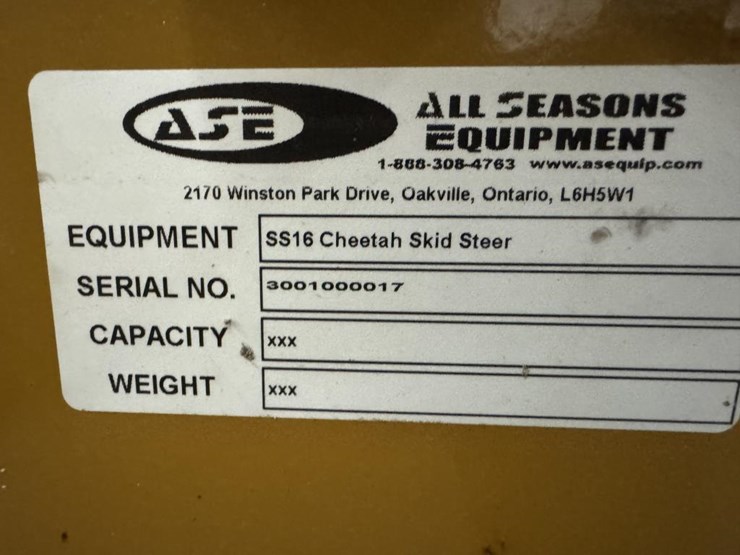 ASE
ALL SEASONS
EQUIPMENT
1-888-308-4763 www.asequip.com
2170 Winston Park Drive, Oakville, Ontario, L6H5W1
EQUIPMENT SS16 Cheetah Skid Steer
SERIAL NO. 3001000017
CAPACITY xxx
WEIGHT xxx